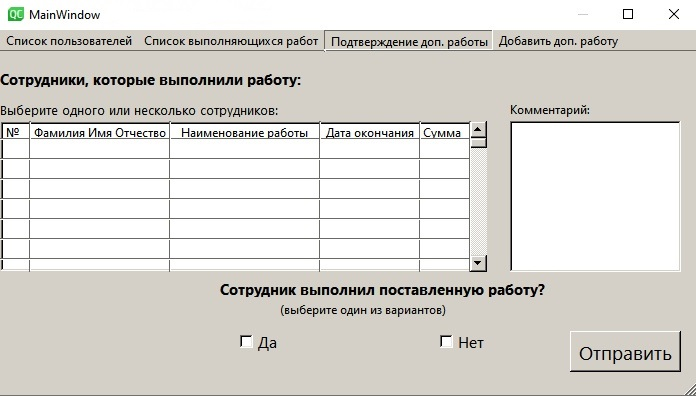 QC MainWindow
Список пользователей Список выполняющихся работ Подтверждение доп. работы Добавить доп. работу
Сотрудники, которые выполнили работу:
Выберите одного или несколько сотрудников: Комментарий:
№ Фамилия Имя Отчество Наименование работы Дата окончания Сумма
Сотрудник выполнил поставленную работу?
(выберите один из вариантов)
Да Нет Отправить